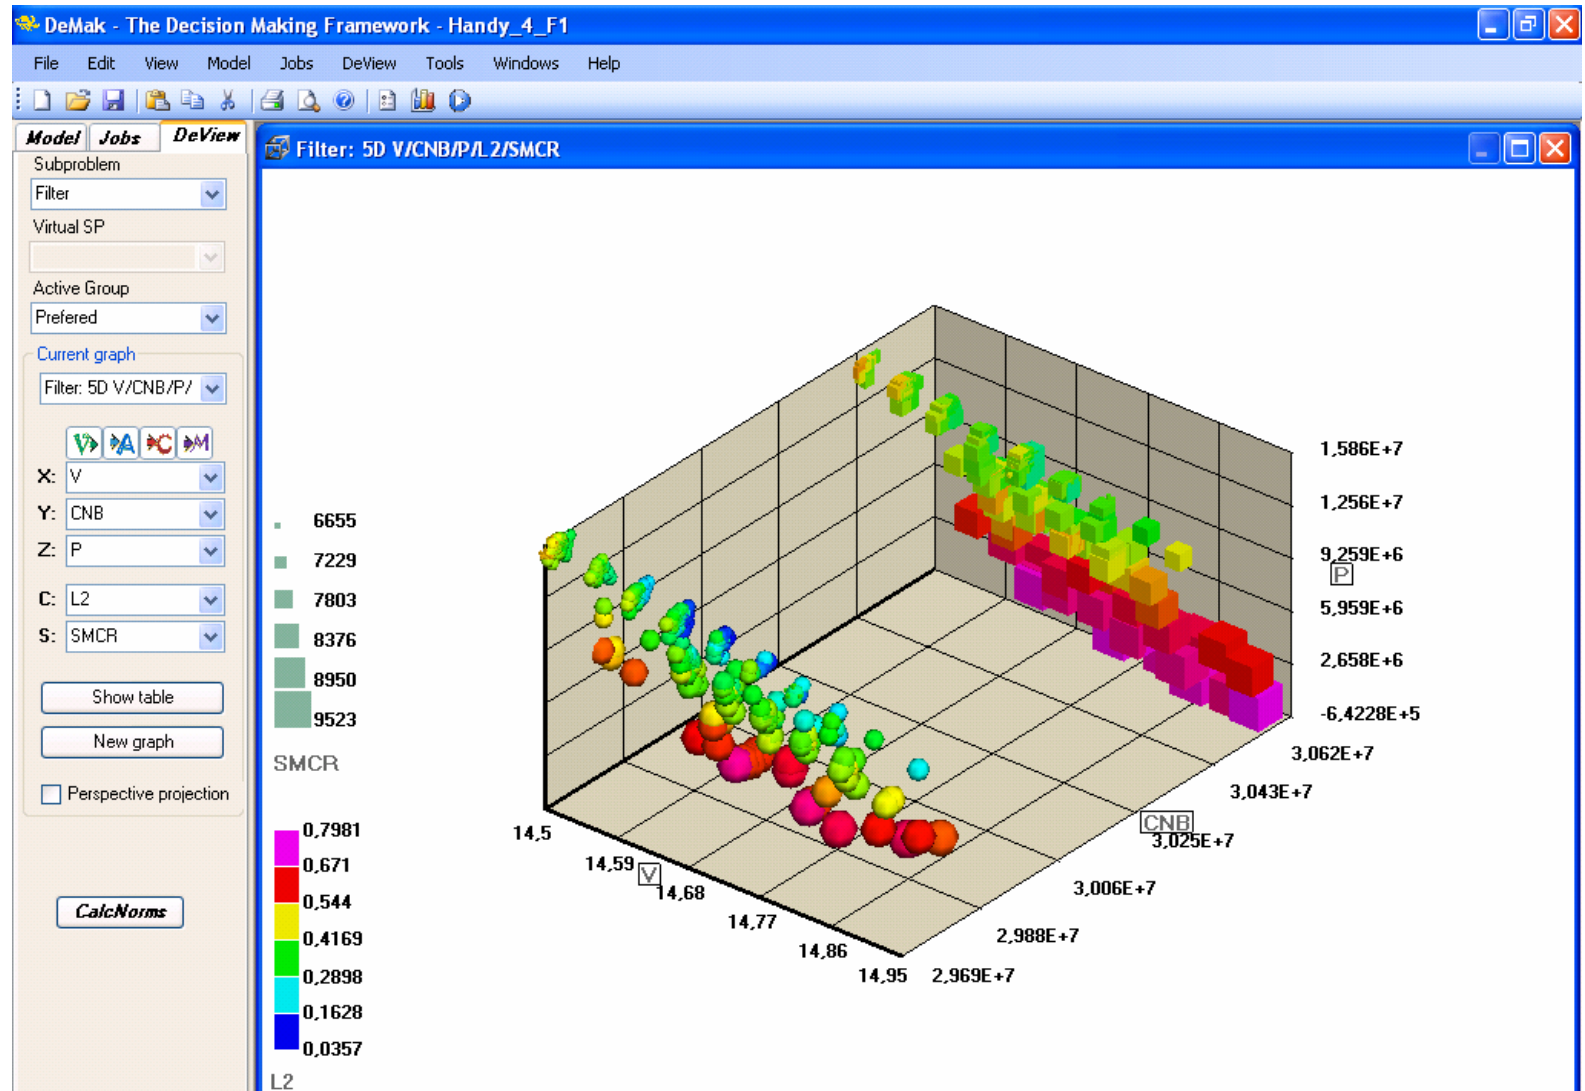 DeMak - The Decision Making Framework - Handy_4_F1
File Edit View Model Jobs DeView Tools Windows Help
Model Jobs DeView
Subproblem
Filter
Virtual SP
Active Group
Prefered
Current graph
Filter: 5D V/CNB/P/
V A C M
X: V
Y: CNB
Z: P
C: L2
S: SMCR
Show table
New graph
Perspective projection
CalcNorms
Filter: 5D V/CNB/P/L2/SMCR
6655
7229
7803
8376
8950
9523
SMCR
0,7981
0,671
0,544
0,4169
0,2898
0,1628
0,0357
L2
1,586E+7
1,256E+7
9,259E+6
P
5,959E+6
2,658E+6
-6,4228E+5
3,062E+7
3,043E+7
CNB
3,025E+7
3,006E+7
2,988E+7
2,969E+7
14,5
14,59
V
14,68
14,77
14,86
14,95